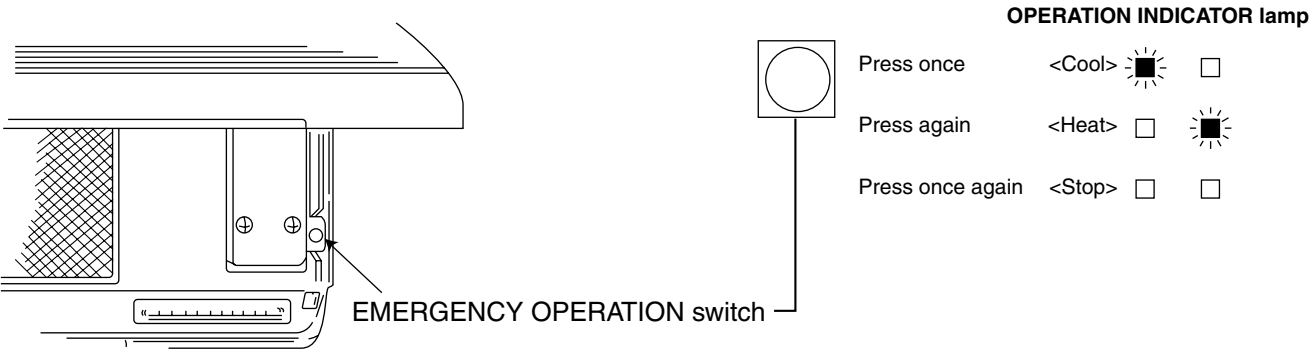 OPERATION INDICATOR lamp
Press once <Cool>
Press again <Heat>
Press once again <Stop>
EMERGENCY OPERATION switch